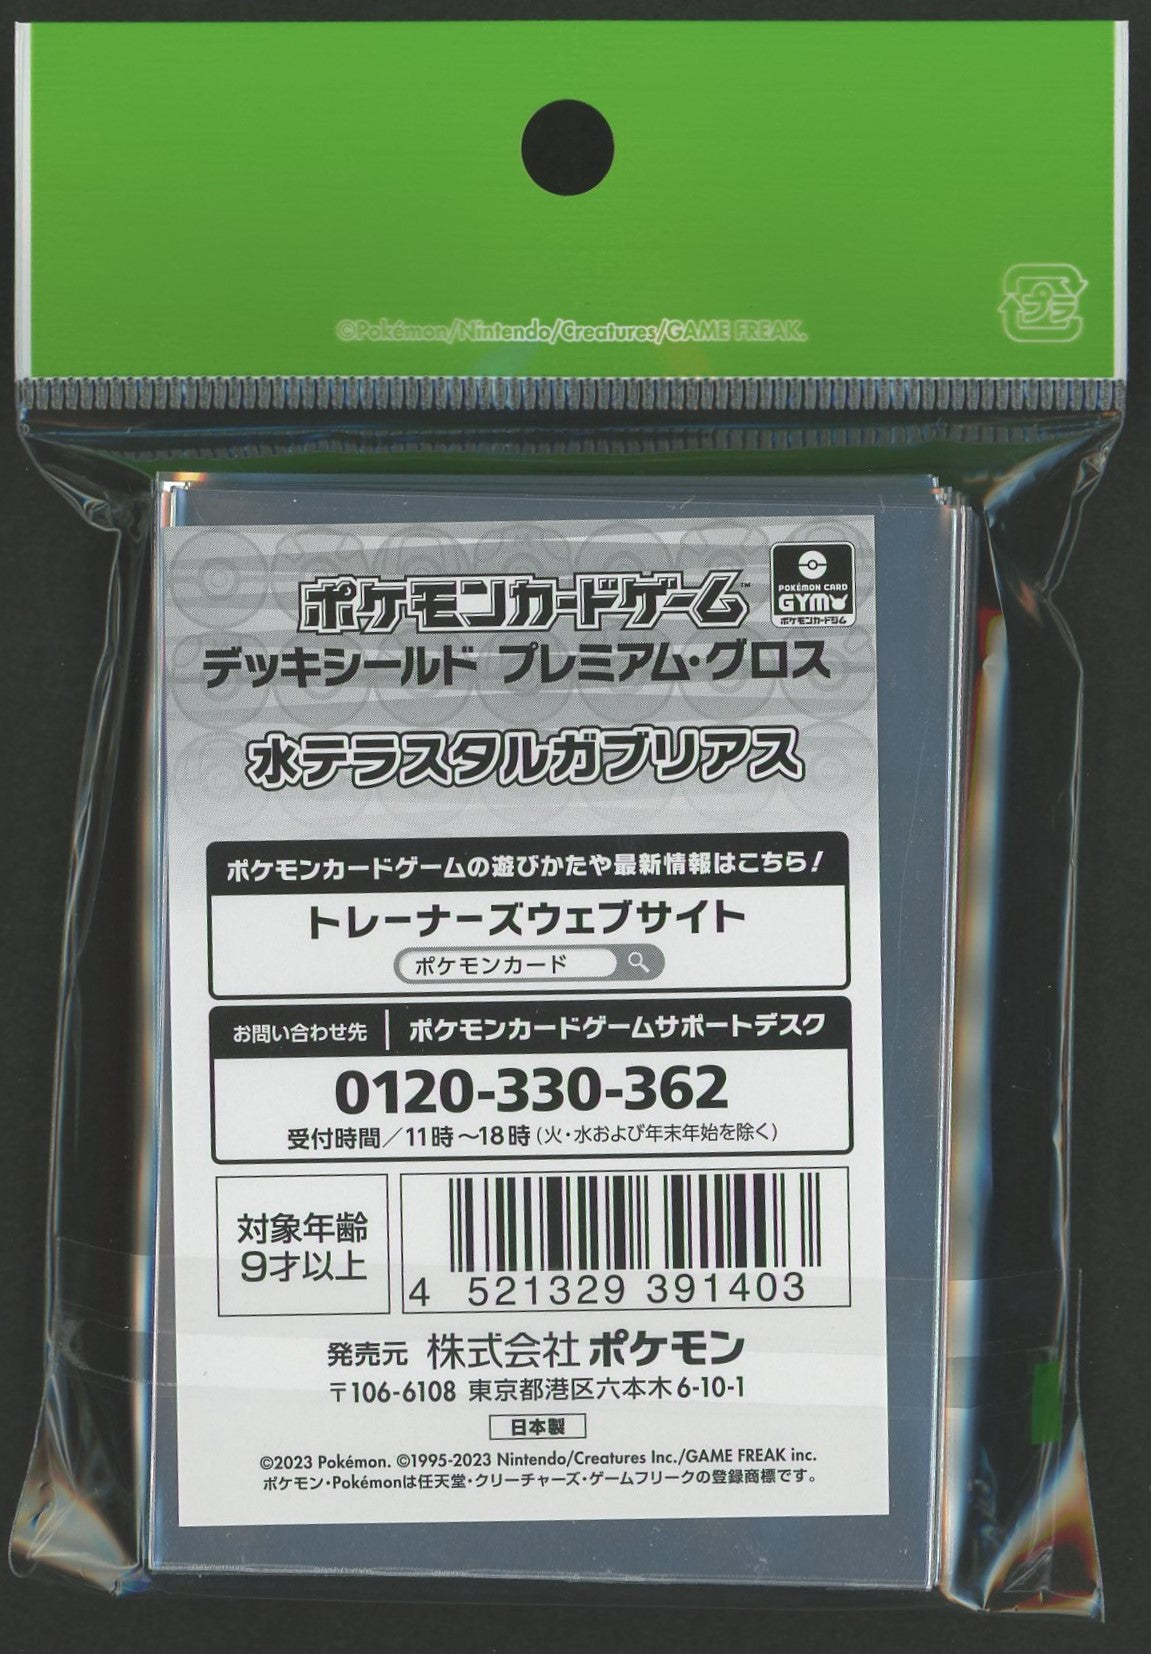 ©Pokémon/Nintendo/Creatures/GAME FREAK.
プラ
ポケモンカードゲーム™
POKÉMON CARD
GYM
ポケモンカードジム
デッキシールド プレミアム・グロス
水テラスタルガブリアス
ポケモンカードゲームの遊びかたや最新情報はこちら!
トレーナーズウェブサイト
ポケモンカード
お問い合わせ先 ポケモンカードゲームサポートデスク
0120-330-362
受付時間/11時~18時(火・水および年末年始を除く)
対象年齢
9才以上
4 521329 391403
発売元 株式会社ポケモン
〒106-6108 東京都港区六本木6-10-1
日本製
©2023 Pokémon. ©1995-2023 Nintendo/Creatures Inc./GAME FREAK inc.
ポケモン・Pokémonは任天堂・クリーチャーズ・ゲームフリークの登録商標です。